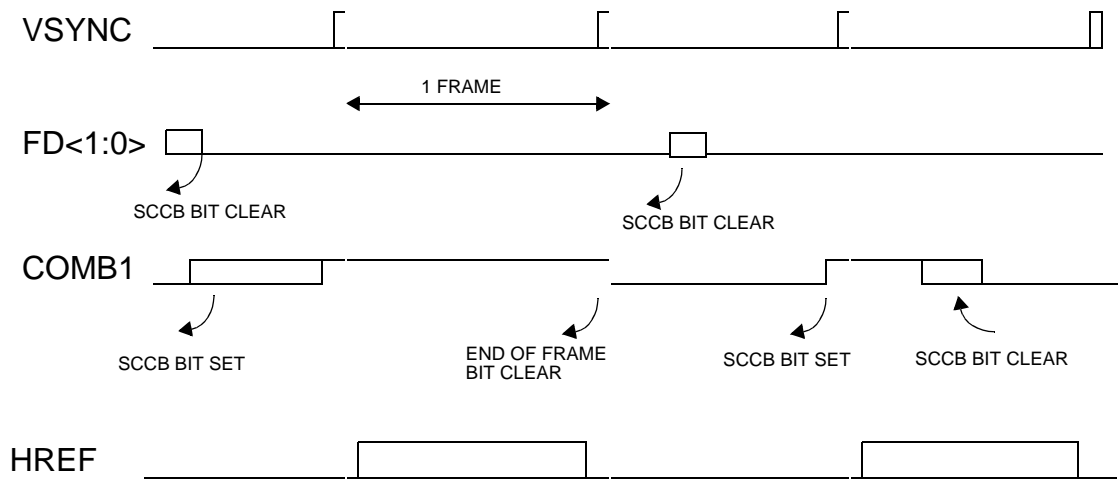 VSYNC
1 FRAME
FD<1:0>
SCCB BIT CLEAR
SCCB BIT CLEAR
COMB1
SCCB BIT SET
END OF FRAME
BIT CLEAR
SCCB BIT SET
SCCB BIT CLEAR
HREF